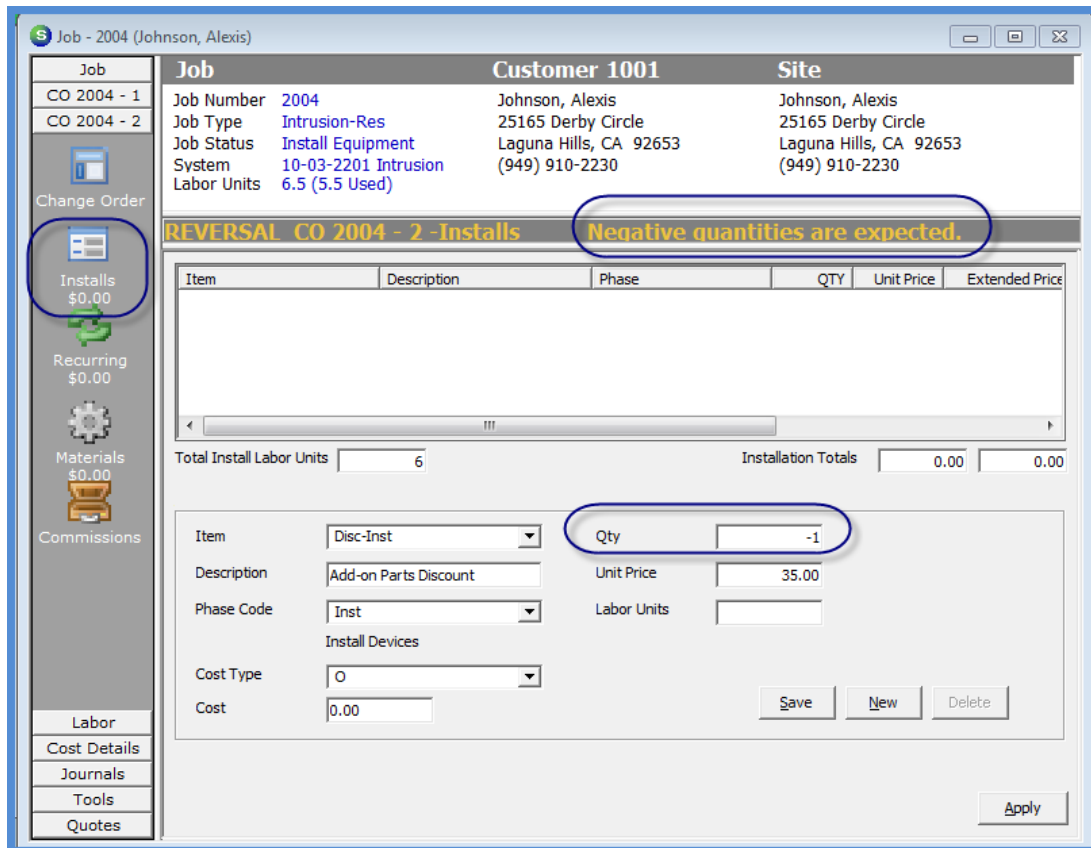 S Job - 2004 (Johnson, Alexis)
Job
CO 2004 - 1
CO 2004 - 2
Change Order
Installs
$0.00
Recurring
$0.00
Materials
$0.00
Commissions
Labor
Cost Details
Journals
Tools
Quotes
Job Customer 1001 Site
Job Number 2004 Johnson, Alexis Johnson, Alexis
Job Type Intrusion-Res 25165 Derby Circle 25165 Derby Circle
Job Status Install Equipment Laguna Hills, CA 92653 Laguna Hills, CA 92653
System 10-03-2201 Intrusion (949) 910-2230 (949) 910-2230
Labor Units 6.5 (5.5 Used)
REVERSAL CO 2004 - 2 -Installs Negative quantities are expected.
Item Description Phase QTY Unit Price Extended Price
Total Install Labor Units 6 Installation Totals 0.00 0.00
Item Disc-Inst Qty -1
Description Add-on Parts Discount Unit Price 35.00
Phase Code Inst Labor Units
Install Devices
Cost Type O
Cost 0.00 Save New Delete
Apply